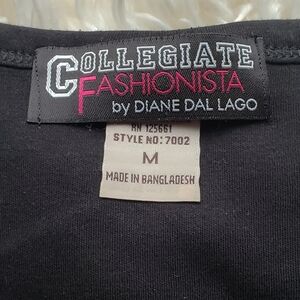 COLLEGIATE
FASHIONISTA
by DIANE DAL LAGO
RN 125661
STYLE NO:7002
M
MADE IN BANGLADESH